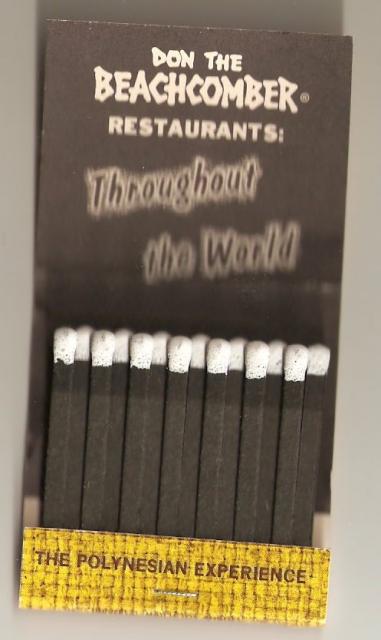 DON THE
BEACHCOMBER®
RESTAURANTS:
Throughout
the World
THE POLYNESIAN EXPERIENCE